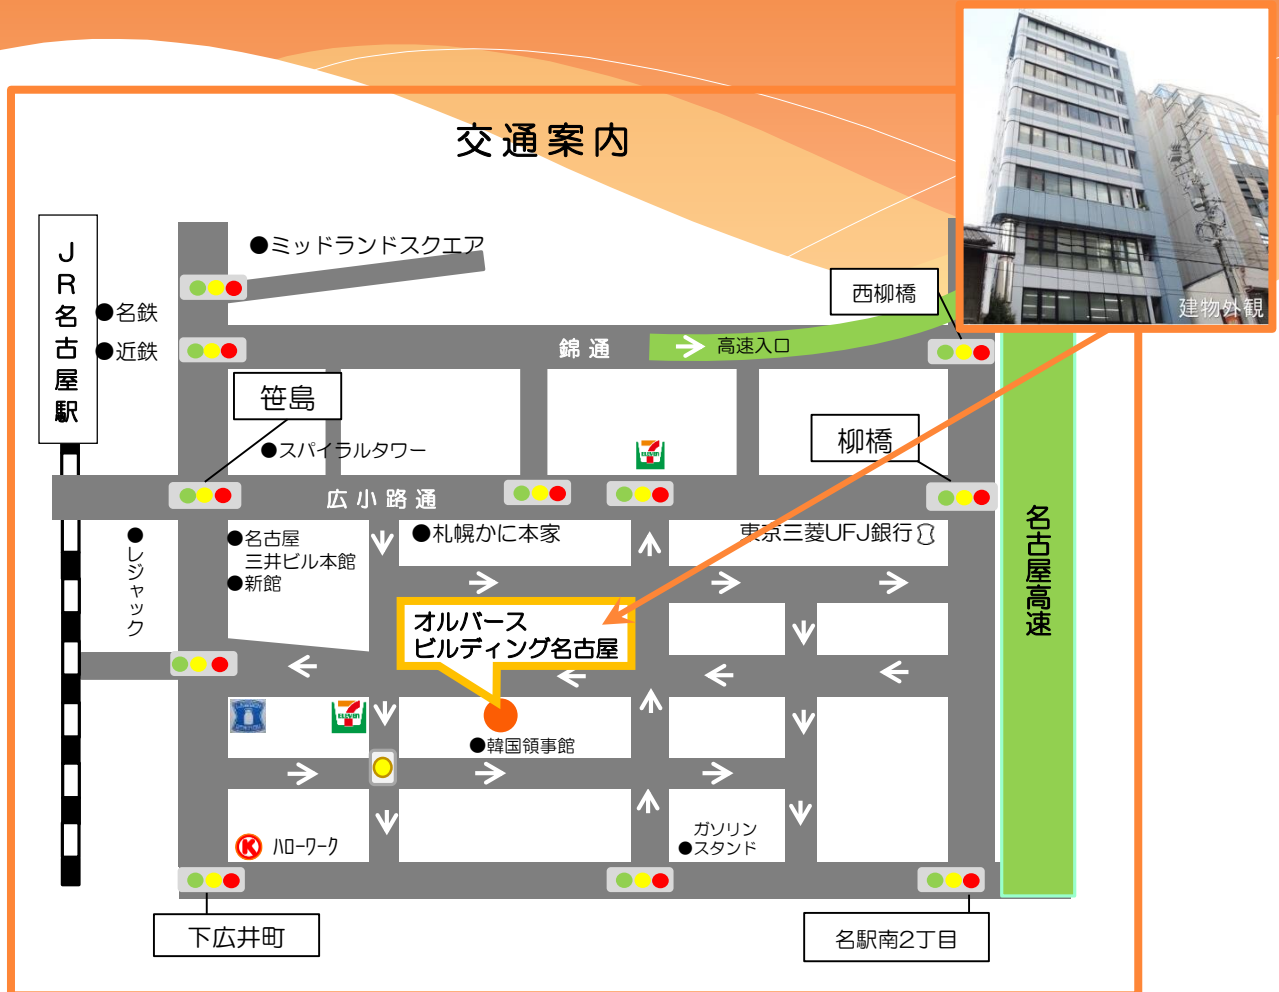 交通案内
建物外観
JR名古屋駅
●ミッドランドスクエア
●名鉄
●近鉄
西柳橋
錦通
高速入口
笹島
●スパイラルタワー
7
ELEVEN
柳橋
広小路通
●レジャック
●名古屋
三井ビル本館
●新館
●札幌かに本家
東京三菱UFJ銀行
名古屋高速
オルバース
ビルディング名古屋
7
ELEVEN
●韓国領事館
K
ハローワーク
ガソリン
●スタンド
下広井町
名駅南2丁目